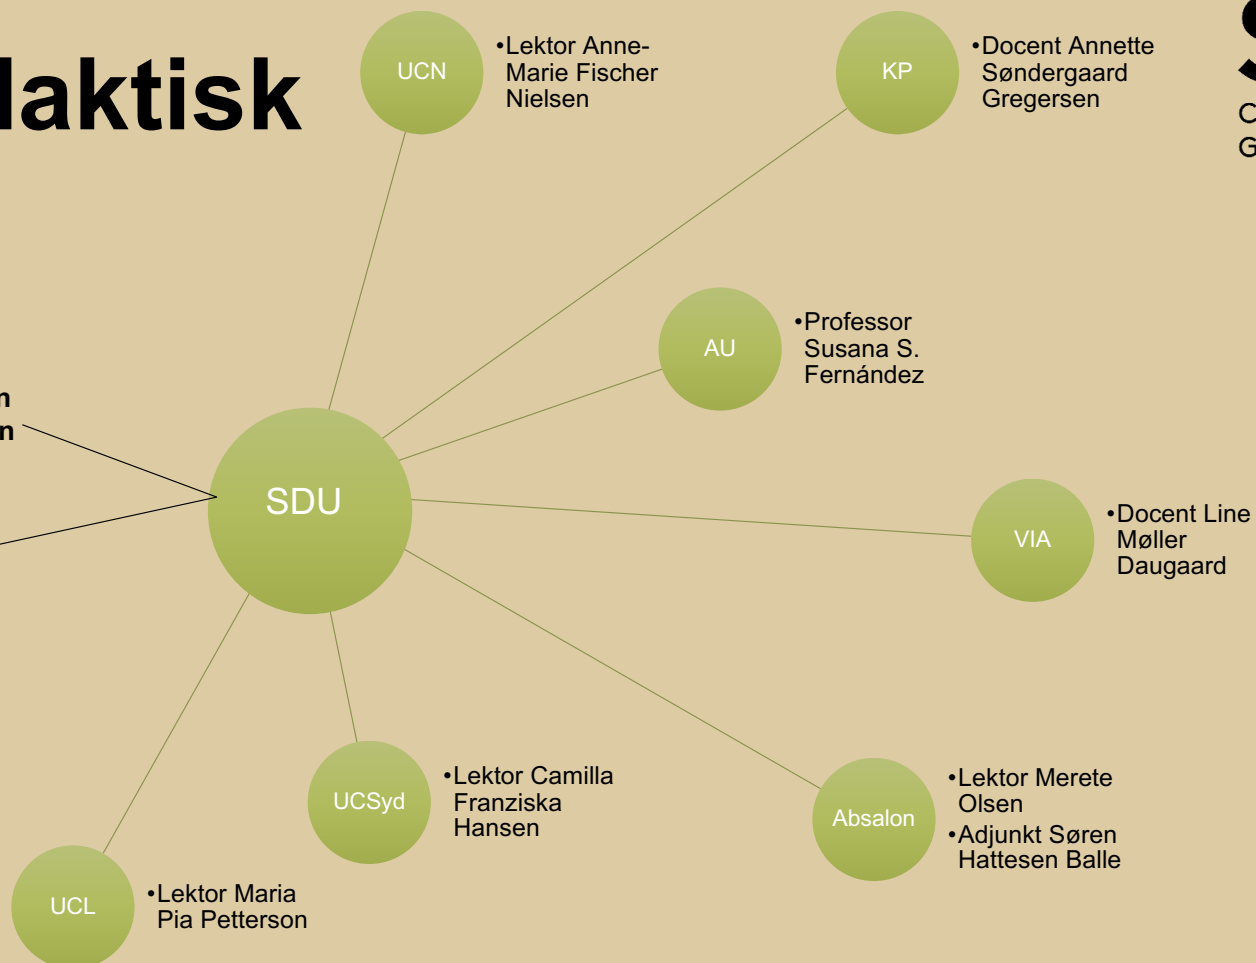 laktisk
UCN
•Lektor Anne-
Marie Fischer
Nielsen
KP
•Docent Annette
Søndergaard
Gregersen
AU
•Professor
Susana S.
Fernández
SDU
VIA
•Docent Line
Møller
Daugaard
UCSyd
•Lektor Camilla
Franziska
Hansen
Absalon
•Lektor Merete
Olsen
•Adjunkt Søren
Hattesen Balle
UCL
•Lektor Maria
Pia Petterson